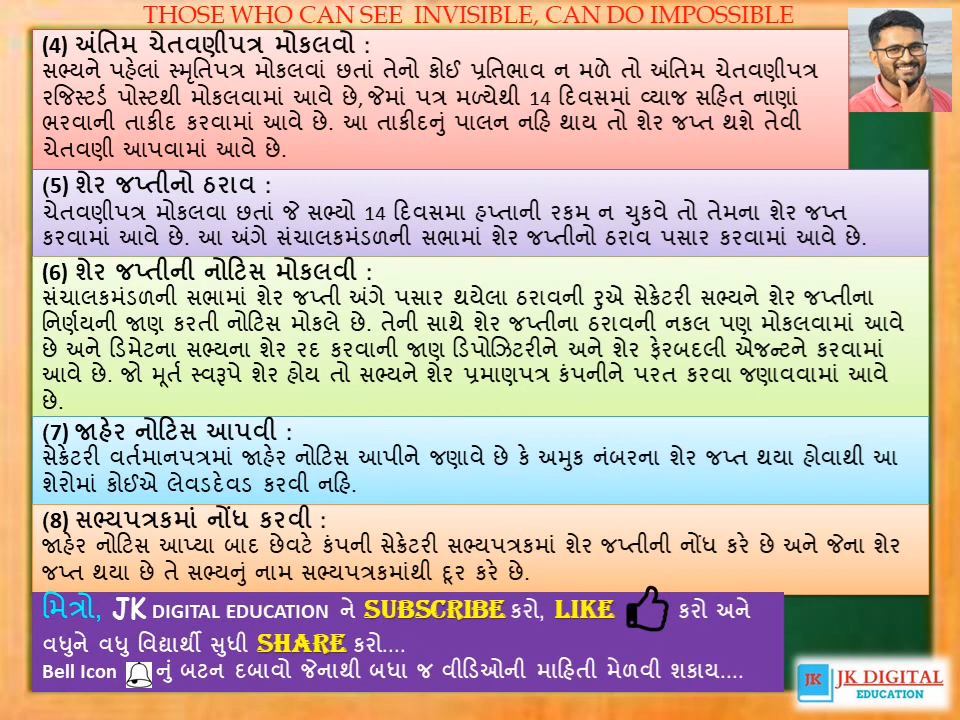 THOSE WHO CAN SEE  INVISIBLE, CAN DO IMPOSSIBLE
(4) અંતિમ ચેતવણીપત્ર મોકલવો :
સભ્યને પહેલાં સ્મૃતિપત્ર મોકલવાં છતાં તેનો કોઈ પ્રતિભાવ ન મળે તો અંતિમ ચેતવણીપત્ર
રજિસ્ટર્ડ પોસ્ટથી મોકલવામાં આવે છે, જેમાં પત્ર મળ્યેથી 14 દિવસમાં વ્યાજ સહિત નાણાં
ભરવાની તાકીદ કરવામાં આવે છે. આ તાકીદનું પાલન નહિ થાય તો શેર જપ્ત થશે તેવી
ચેતવણી આપવામાં આવે છે.
(5) શેર જપ્તીનો ઠરાવ :
ચેતવણીપત્ર મોકલવા છતાં જે સભ્યો 14 દિવસમા હપ્તાની રકમ ન ચુકવે તો તેમના શેર જપ્ત
કરવામાં આવે છે. આ અંગે સંચાલકમંડળની સભામાં શેર જપ્તીનો ઠરાવ પસાર કરવામાં આવે છે.
(6) શેર જપ્તીની નોટિસ મોકલવી :
સંચાલકમંડળની સભામાં શેર જપ્તી અંગે પસાર થયેલા ઠરાવની રુએ સેક્રેટરી સભ્યને શેર જપ્તીના
નિર્ણયની જાણ કરતી નોટિસ મોકલે છે. તેની સાથે શેર જપ્તીના ઠરાવની નકલ પણ મોકલવામાં આવે
છે અને ડિમેટના સભ્યના શેર રદ કરવાની જાણ ડિપોઝિટરીને અને શેર ફેરબદલી એજન્ટને કરવામાં
આવે છે. જો મૂર્ત સ્વરૂપે શેર હોય તો સભ્યને શેર પ્રમાણપત્ર કંપનીને પરત કરવા જણાવવામાં આવે
છે.
(7) જાહેર નોટિસ આપવી :
સેક્રેટરી વર્તમાનપત્રમાં જાહેર નોટિસ આપીને જણાવે છે કે અમુક નંબરના શેર જપ્ત થયા હોવાથી આ
શેરોમાં કોઈએ લેવડદેવડ કરવી નહિ.
(8) સભ્યપત્રકમાં નોંધ કરવી :
જાહેર નોટિસ આપ્યા બાદ છેવટે કંપની સેક્રેટરી સભ્યપત્રકમાં શેર જપ્તીની નોંધ કરે છે અને જેના શેર
જપ્ત થયા છે તે સભ્યનું નામ સભ્યપત્રકમાંથી દૂર કરે છે.
મિત્રો, JK DIGITAL EDUCATION ને SUBSCRIBE કરો, LIKE કરો અને
વધુને વધુ વિદ્યાર્થી સુધી SHARE કરો....
Bell Icon નું બટન દબાવો જેનાથી બધા જ વીડિઓની માહિતી મેળવી શકાય....
JK JK DIGITAL
EDUCATION